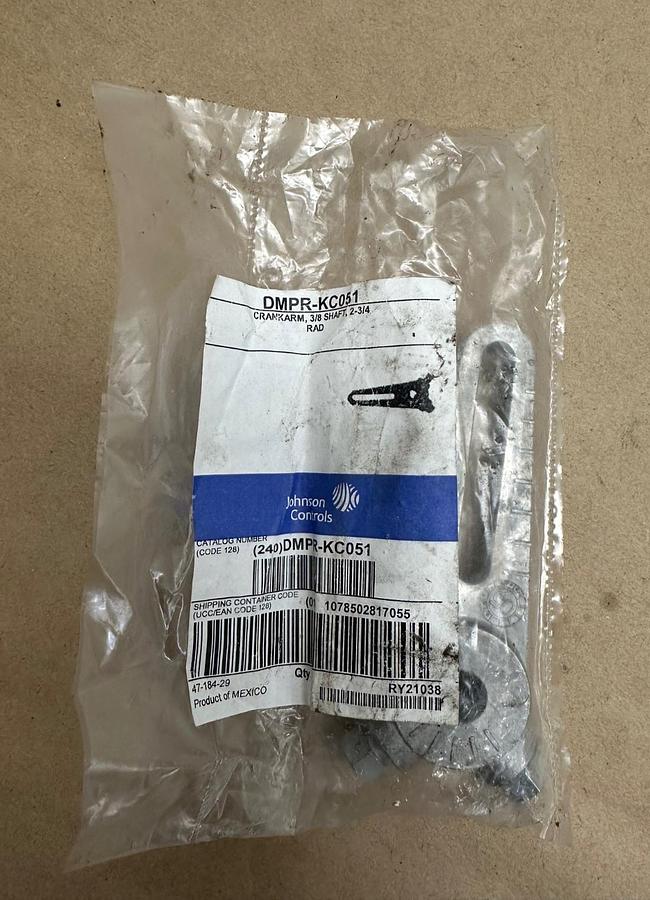 DMPR-KC051
CRANKARM, 3/8 SHAFT, 2-3/4
RAD
Johnson
Controls
CATALOG NUMBER
(CODE 128)
(240)DMPR-KC051
SHIPPING CONTAINER CODE
(UCC/EAN CODE 128)
(01 1078502817055
47-184-29
Qty
RY21038
Product of MEXICO